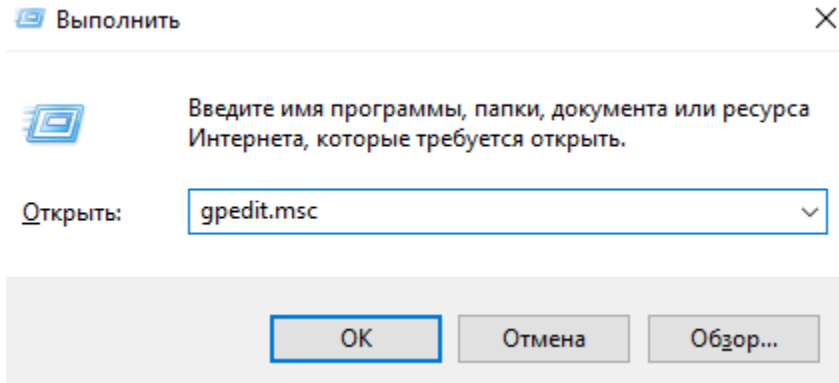 Выполнить
Введите имя программы, папки, документа или ресурса
Интернета, которые требуется открыть.
Открыть: gpedit.msc
OK Отмена Обзор...